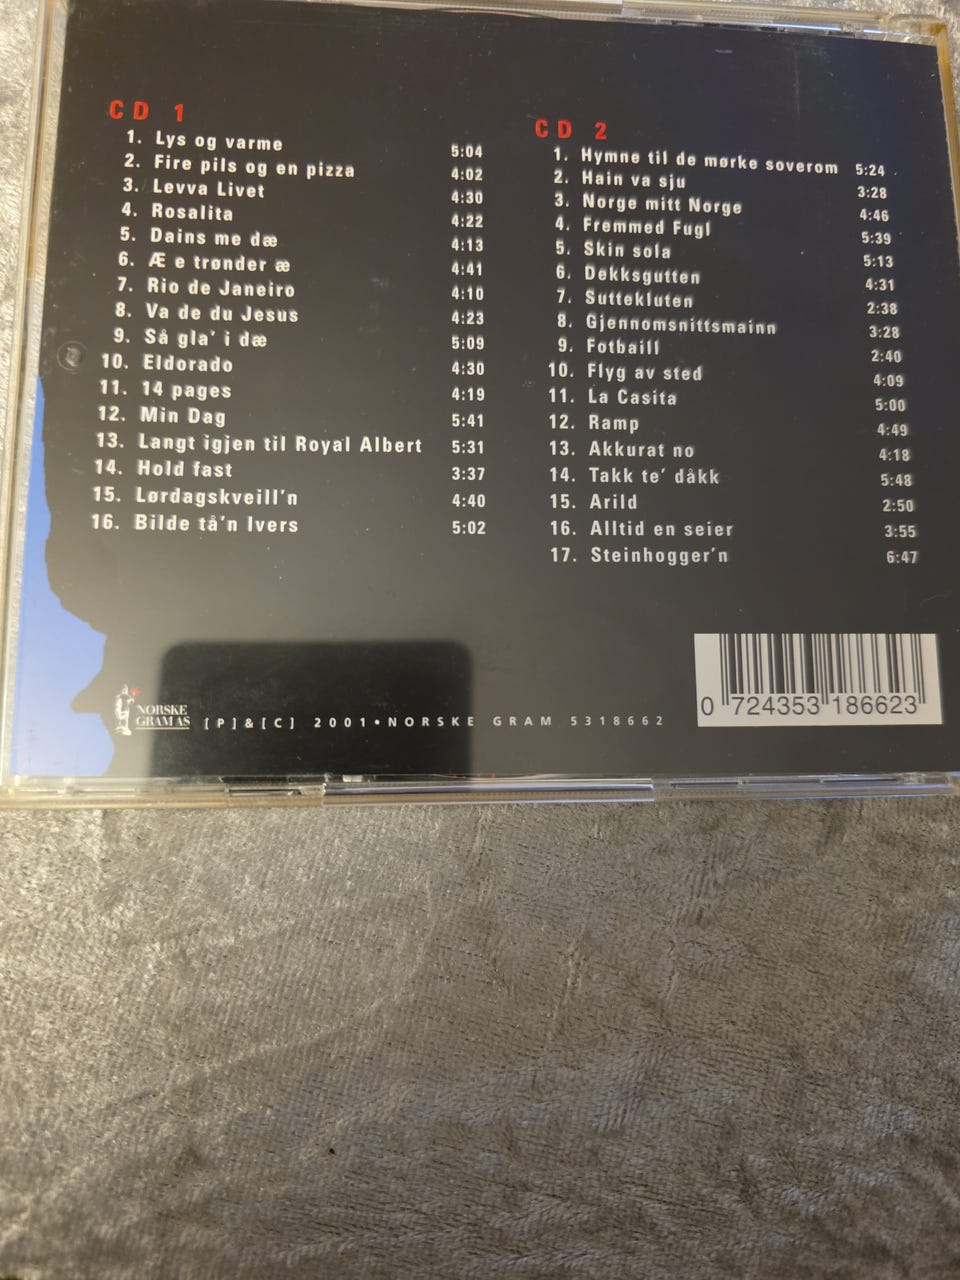 CD 1
1. Lys og varme 5:04
2. Fire pils og en pizza 4:02
3. Levva Livet 4:30
4. Rosalita 4:22
5. Dains me dæ 4:13
6. Æ e trønder æ 4:41
7. Rio de Janeiro 4:10
8. Va de du Jesus 4:23
9. Så gla' i dæ 5:09
10. Eldorado 4:30
11. 14 pages 4:19
12. Min Dag 5:41
13. Langt igjen til Royal Albert 5:31
14. Hold fast 3:37
15. Lørdagskveill'n 4:40
16. Bilde tå'n Ivers 5:02
CD 2
1. Hymne til de mørke soverom 5:24
2. Hain va sju 3:28
3. Norge mitt Norge 4:46
4. Fremmed Fugl 5:39
5. Skin sola 5:13
6. Dekksgutten 4:31
7. Suttekluten 2:38
8. Gjennomsnittsmainn 3:28
9. Fotbaill 2:40
10. Flyg av sted 4:09
11. La Casita 5:00
12. Ramp 4:49
13. Akkurat no 4:18
14. Takk te' dåkk 5:48
15. Arild 2:50
16. Alltid en seier 3:55
17. Steinhogger'n 6:47
NORSKE
GRAM AS
[P]&[C] 2001•NORSKE GRAM 5318662
0 724353 186623